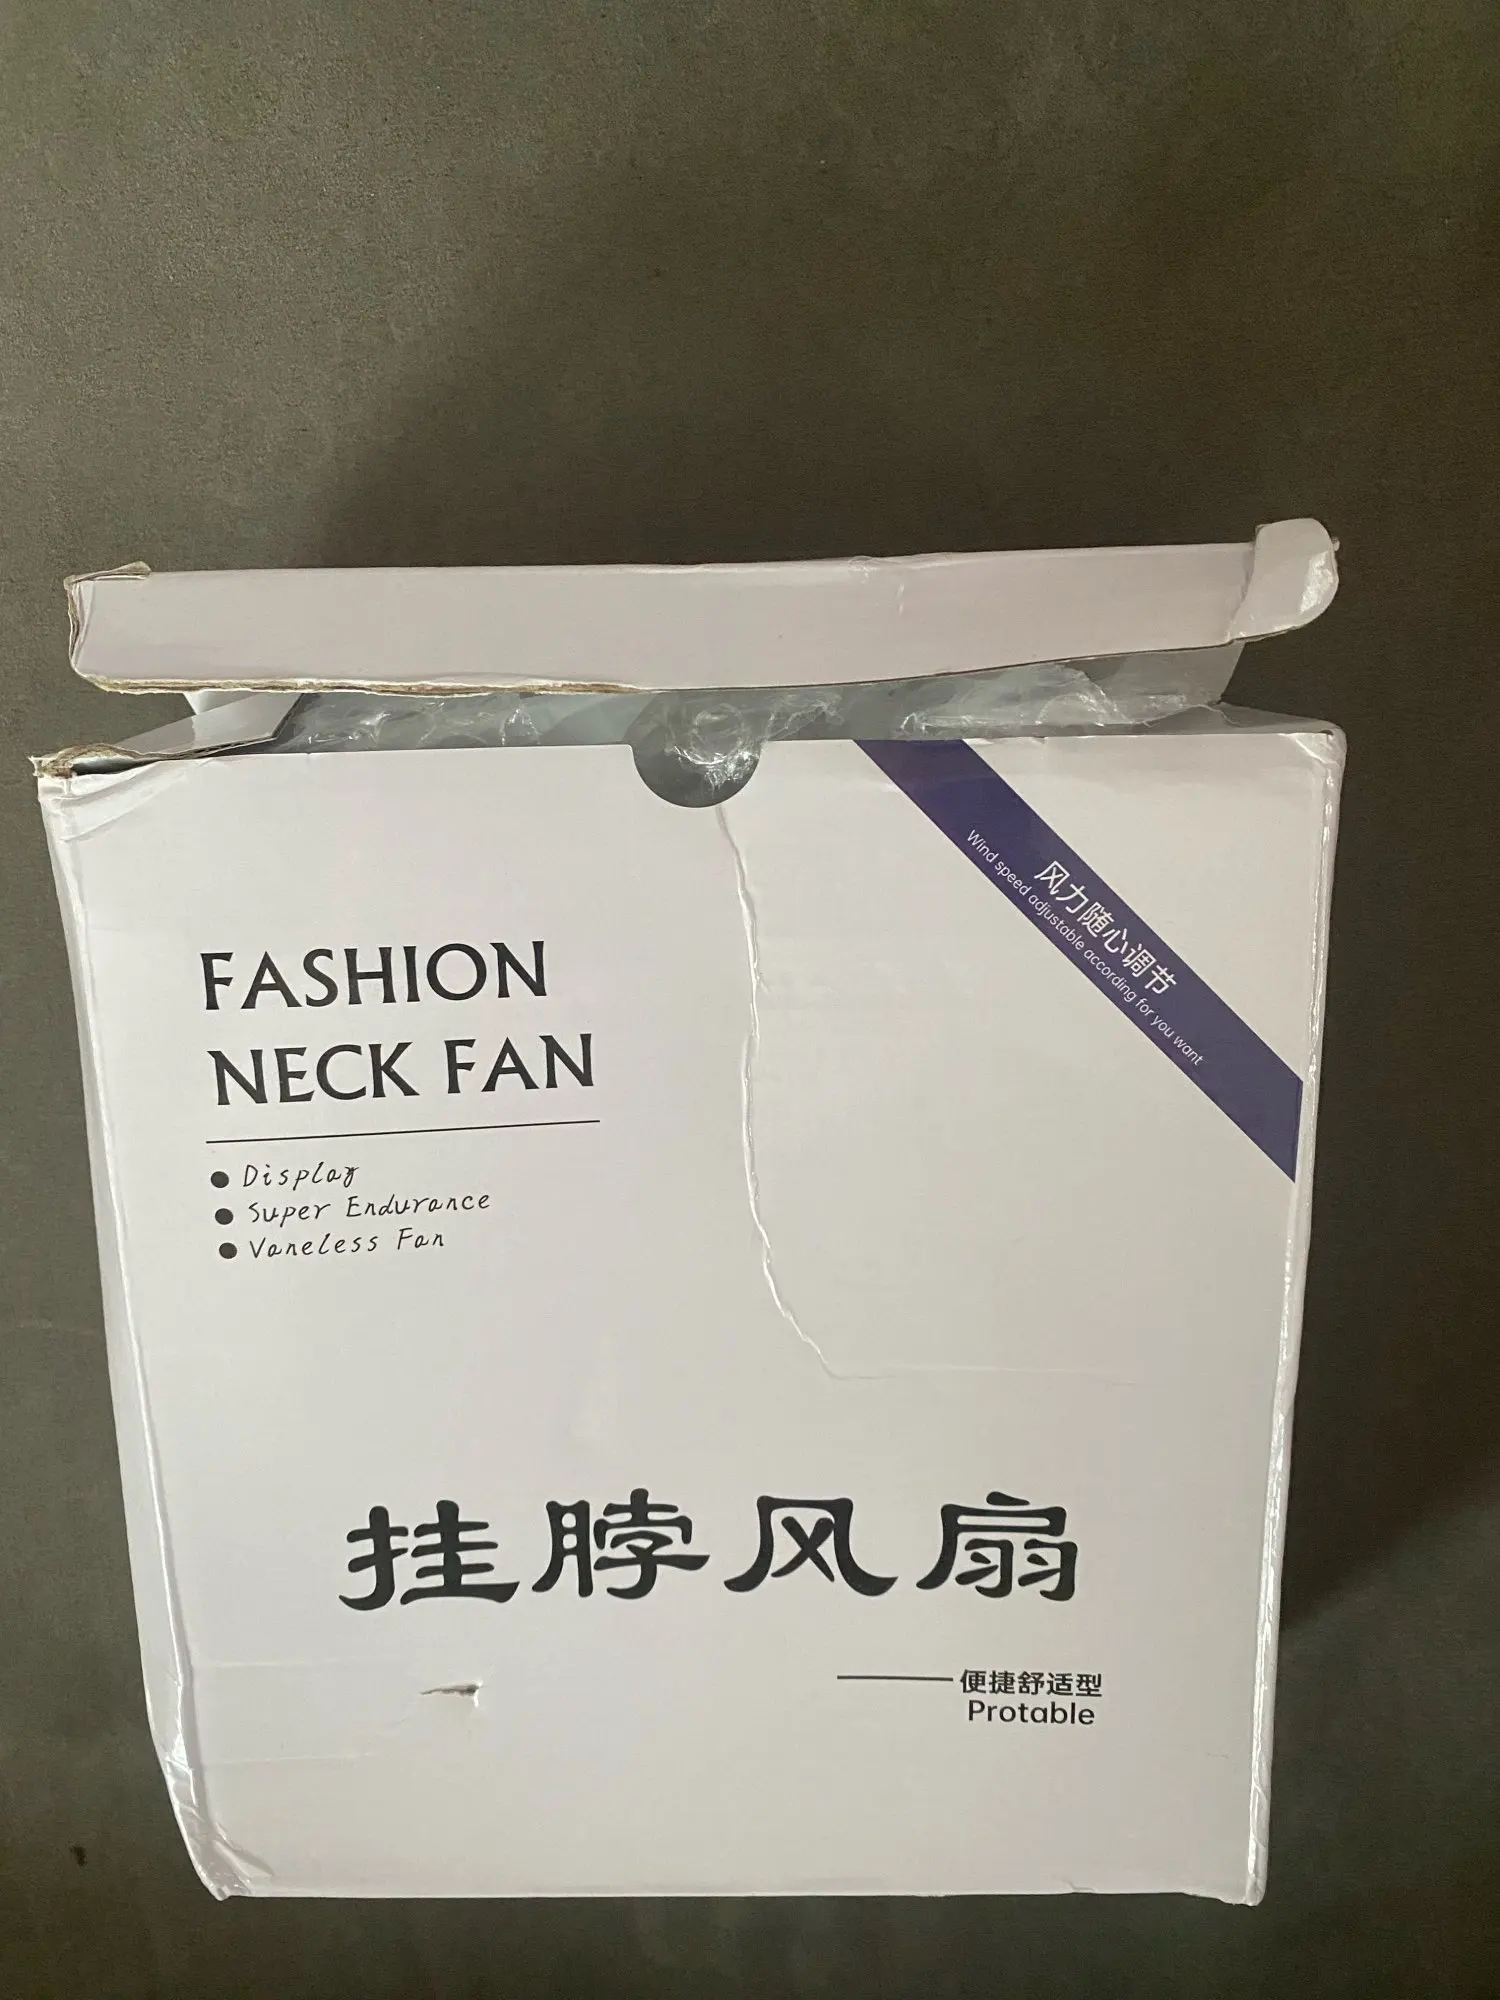 风力随心调节
Wind speed adjustable according for you want
FASHION
NECK FAN
Display
Super Endurance
Vaneless Fan
挂脖风扇
便捷舒适型
Protable